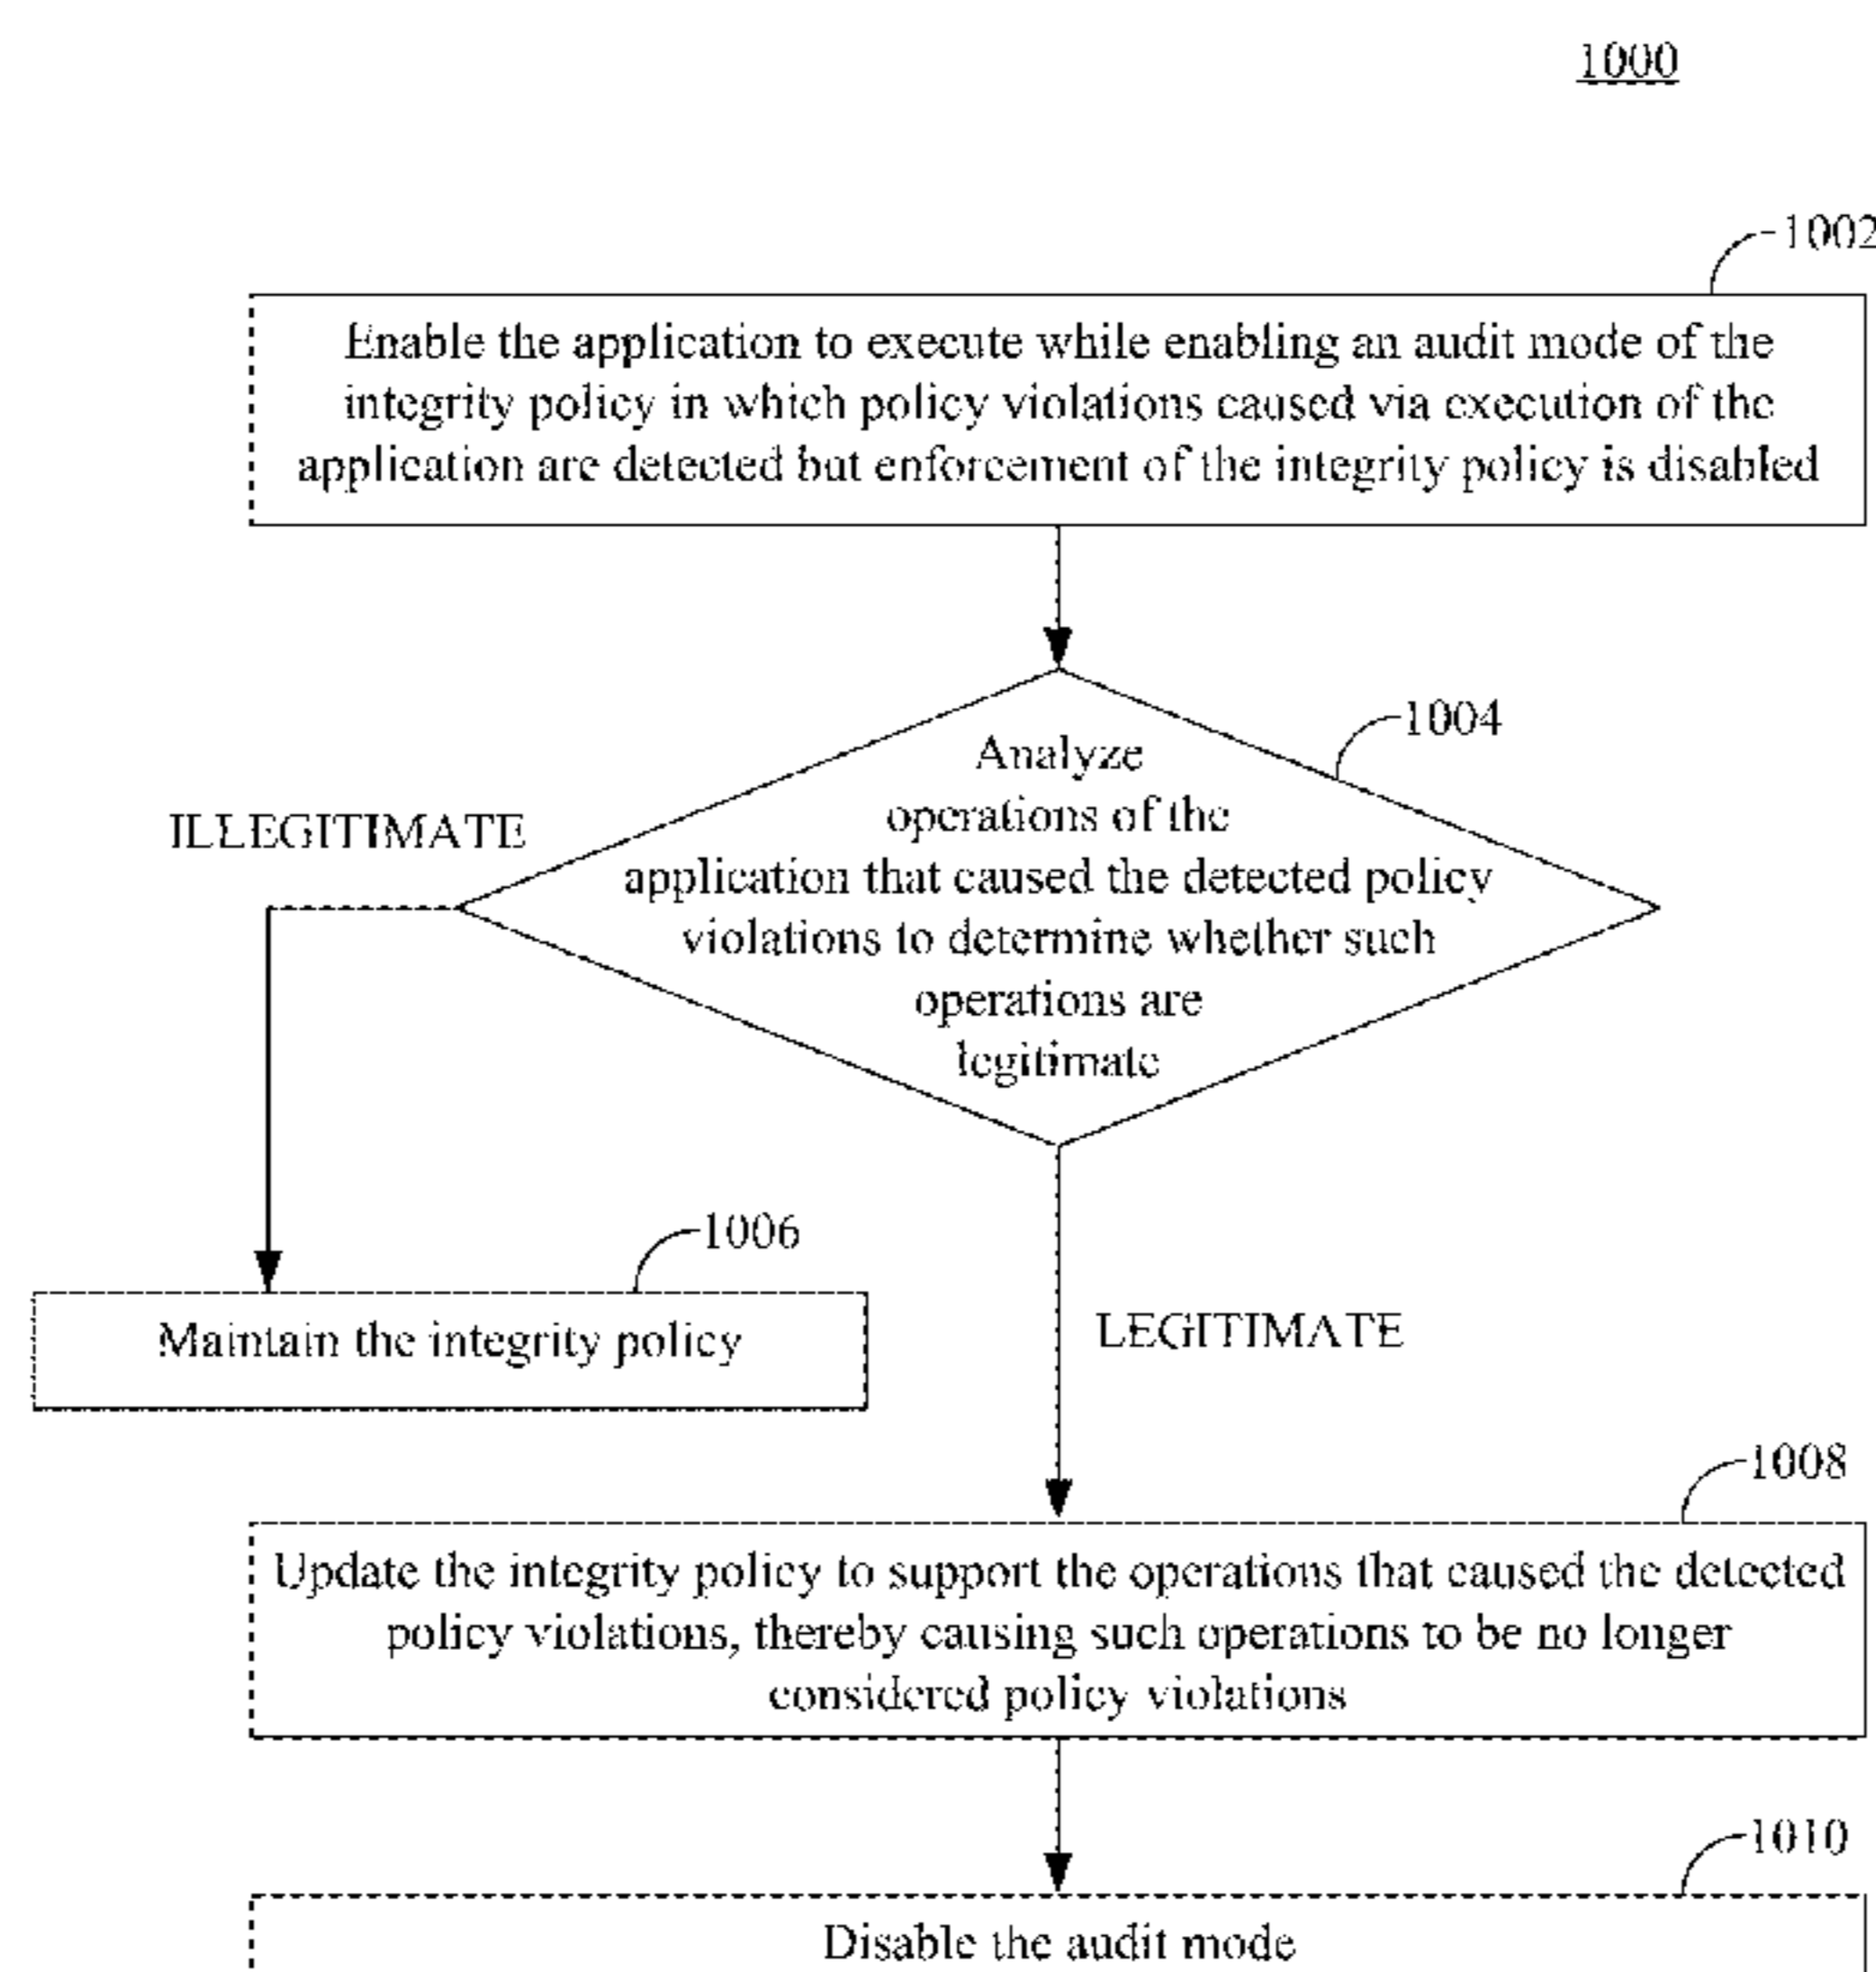 1000
1002
Enable the application to execute while enabling an audit mode of the
integrity policy in which policy violations caused via execution of the
application are detected but enforcement of the integrity policy is disabled
1004
Analyze
operations of the
application that caused the detected policy
violations to determine whether such
operations are
legitimate
ILLEGITIMATE
1006
Maintain the integrity policy
LEGITIMATE
1008
Update the integrity policy to support the operations that caused the detected
policy violations, thereby causing such operations to be no longer
considered policy violations
1010
Disable the audit mode